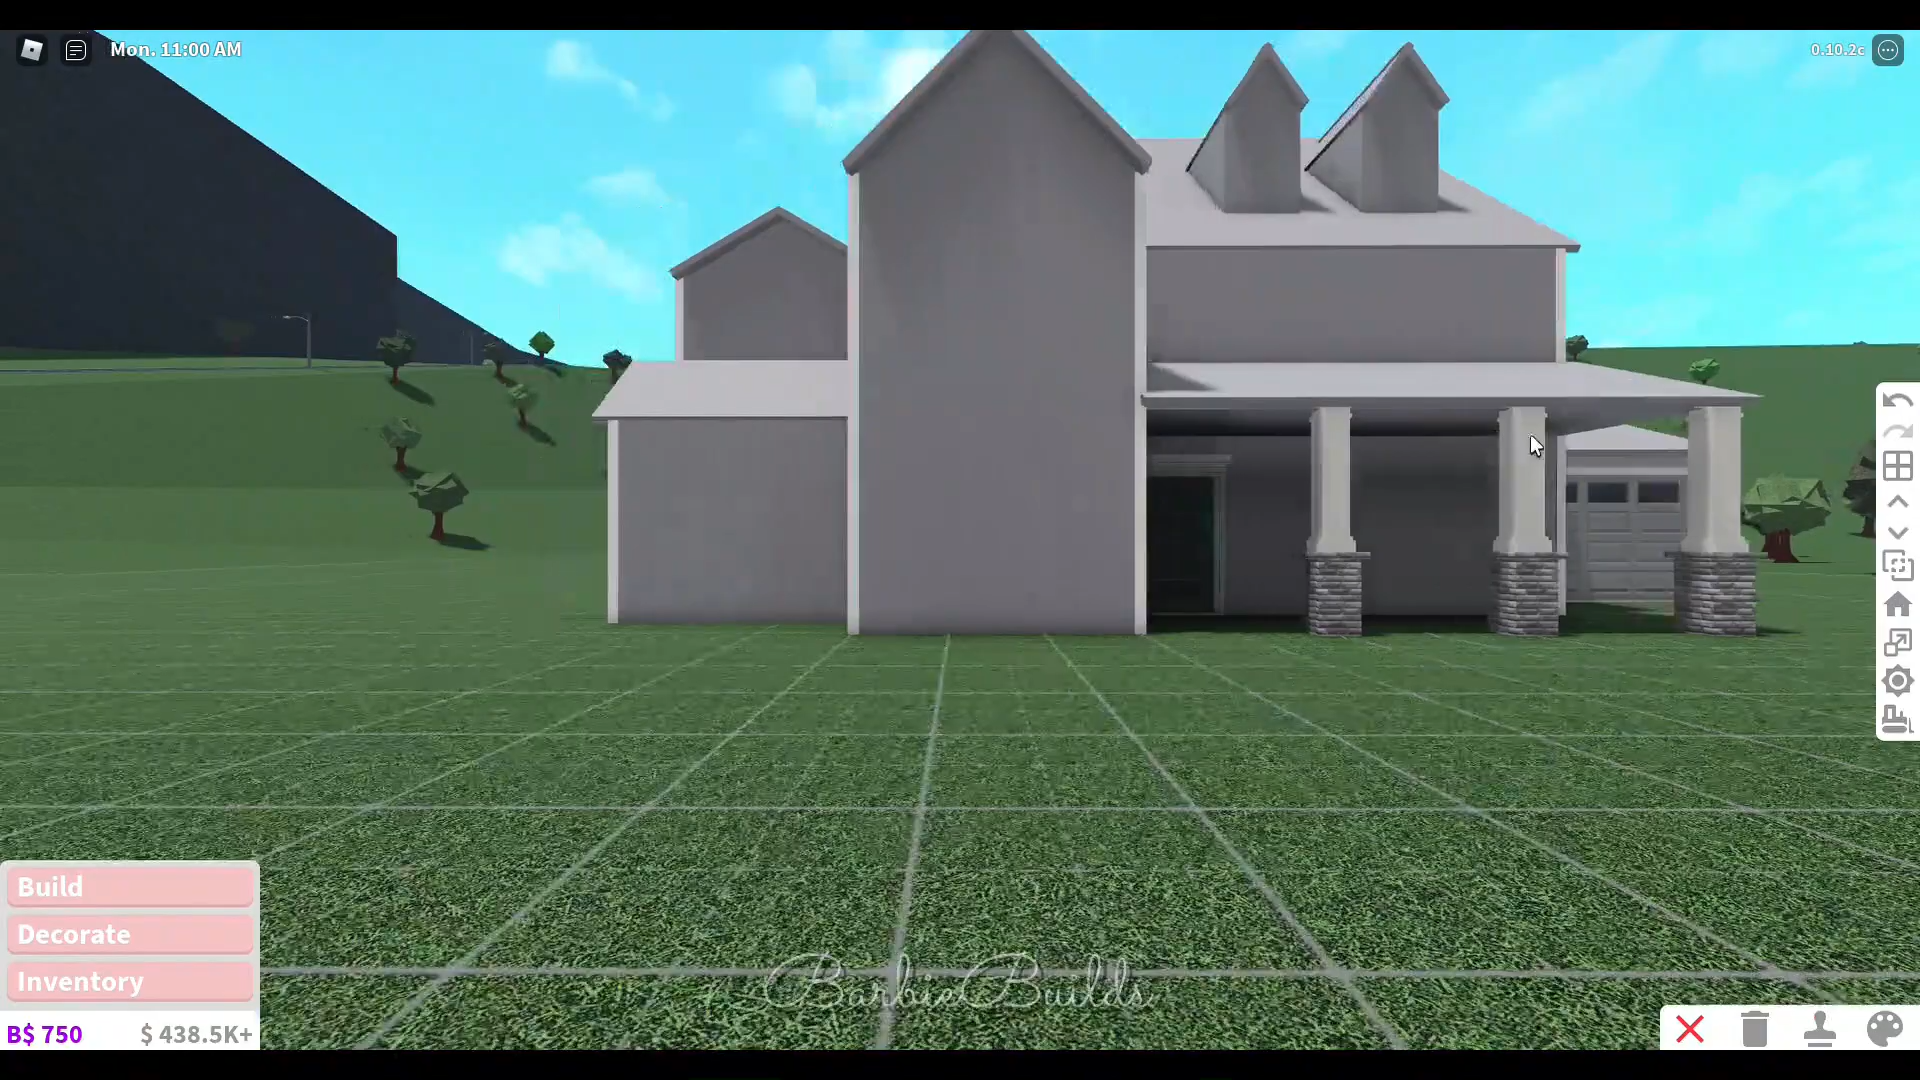 Mon. 11:00 AM
0.10.2c
Build
Decorate
Inventory
B$ 750
$ 438.5K+
BarbieBuilds